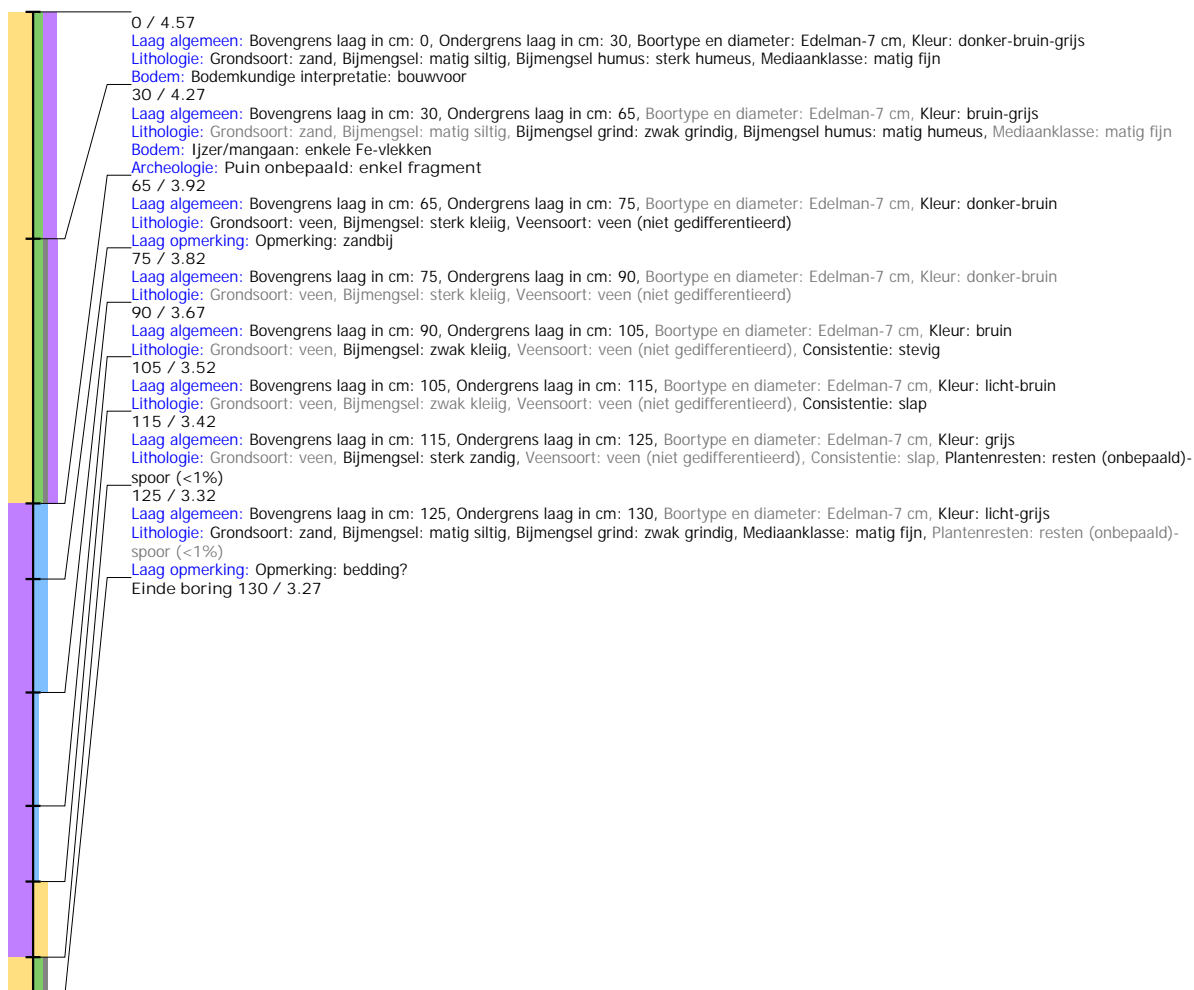 0 / 4.57
Laag algemeen: Bovengrens laag in cm: 0, Ondergrens laag in cm: 30, Boortype en diameter: Edelman-7 cm, Kleur: donker-bruin-grijs
Lithologie: Grondsoort: zand, Bijmengsel: matig siltig, Bijmengsel humus: sterk humeus, Mediaanklasse: matig fijn
Bodem: Bodemkundige interpretatie: bouwvoor
30 / 4.27
Laag algemeen: Bovengrens laag in cm: 30, Ondergrens laag in cm: 65, Boortype en diameter: Edelman-7 cm, Kleur: bruin-grijs
Lithologie: Grondsoort: zand, Bijmengsel: matig siltig, Bijmengsel grind: zwak grindig, Bijmengsel humus: matig humeus, Mediaanklasse: matig fijn
Bodem: Ijzer/mangaan: enkele Fe-vlekken
Archeologie: Puin onbepaald: enkel fragment
65 / 3.92
Laag algemeen: Bovengrens laag in cm: 65, Ondergrens laag in cm: 75, Boortype en diameter: Edelman-7 cm, Kleur: donker-bruin
Lithologie: Grondsoort: veen, Bijmengsel: sterk kleiig, Veensoort: veen (niet gedifferentieerd)
Laag opmerking: Opmerking: zandbij
75 / 3.82
Laag algemeen: Bovengrens laag in cm: 75, Ondergrens laag in cm: 90, Boortype en diameter: Edelman-7 cm, Kleur: donker-bruin
Lithologie: Grondsoort: veen, Bijmengsel: sterk kleiig, Veensoort: veen (niet gedifferentieerd)
90 / 3.67
Laag algemeen: Bovengrens laag in cm: 90, Ondergrens laag in cm: 105, Boortype en diameter: Edelman-7 cm, Kleur: bruin
Lithologie: Grondsoort: veen, Bijmengsel: zwak kleiig, Veensoort: veen (niet gedifferentieerd), Consistentie: stevig
105 / 3.52
Laag algemeen: Bovengrens laag in cm: 105, Ondergrens laag in cm: 115, Boortype en diameter: Edelman-7 cm, Kleur: licht-bruin
Lithologie: Grondsoort: veen, Bijmengsel: zwak kleiig, Veensoort: veen (niet gedifferentieerd), Consistentie: slap
115 / 3.42
Laag algemeen: Bovengrens laag in cm: 115, Ondergrens laag in cm: 125, Boortype en diameter: Edelman-7 cm, Kleur: grijs
Lithologie: Grondsoort: veen, Bijmengsel: sterk zandig, Veensoort: veen (niet gedifferentieerd), Consistentie: slap, Plantenresten: resten (onbepaald)-
spoor (<1%)
125 / 3.32
Laag algemeen: Bovengrens laag in cm: 125, Ondergrens laag in cm: 130, Boortype en diameter: Edelman-7 cm, Kleur: licht-grijs
Lithologie: Grondsoort: zand, Bijmengsel: matig siltig, Bijmengsel grind: zwak grindig, Mediaanklasse: matig fijn, Plantenresten: resten (onbepaald)-
spoor (<1%)
Laag opmerking: Opmerking: bedding?
Einde boring 130 / 3.27